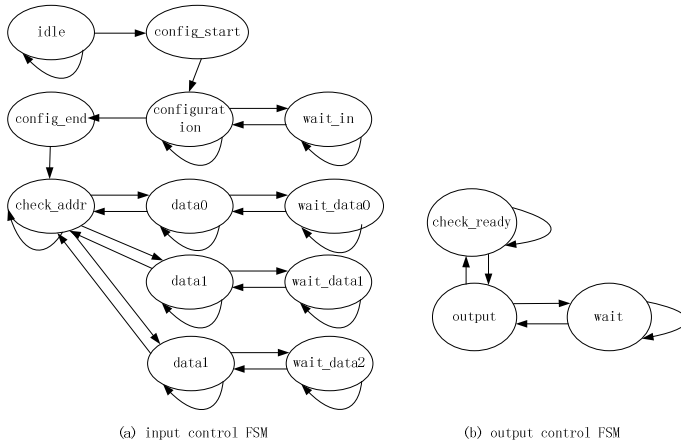 idle
config_start
config_end
configurat
ion
wait_in
check_addr
data0
wait_data0
data1
wait_data1
data1
wait_data2
(a) input control FSM
check_ready
output
wait
(b) output control FSM